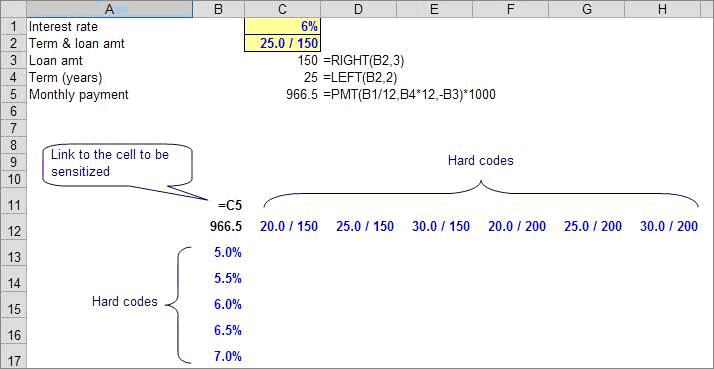 A B C D E F G H
1 Interest rate 6%
2 Term & loan amt 25.0 / 150
3 Loan amt 150 =RIGHT(B2,3)
4 Term (years) 25 =LEFT(B2,2)
5 Monthly payment 966.5 =PMT(B1/12,B4*12,-B3)*1000
6
7
8
Link to the cell to be
9 Hard codes
sensitized
10
11 =C5
12 966.5 20.0 / 150 25.0 / 150 30.0 / 150 20.0 / 200 25.0 / 200 30.0 / 200
13 5.0%
14 5.5%
15 Hard codes 6.0%
16 6.5%
17 7.0%